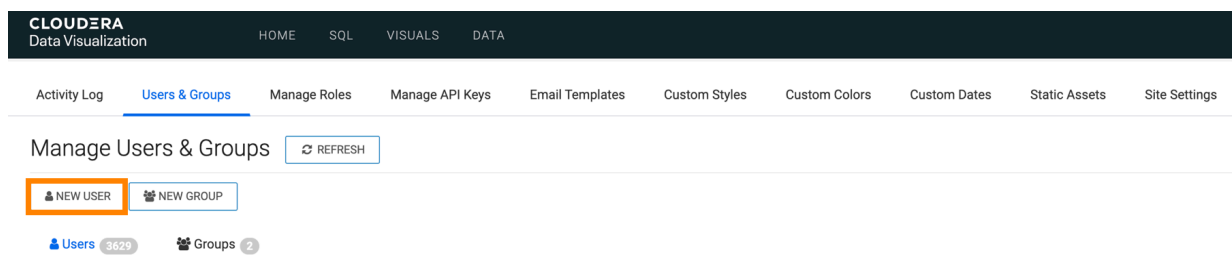 CLOUDERA
Data Visualization
HOME SQL VISUALS DATA
Activity Log Users & Groups Manage Roles Manage API Keys Email Templates Custom Styles Custom Colors Custom Dates Static Assets Site Settings
Manage Users & Groups REFRESH
NEW USER NEW GROUP
Users 3629 Groups 2